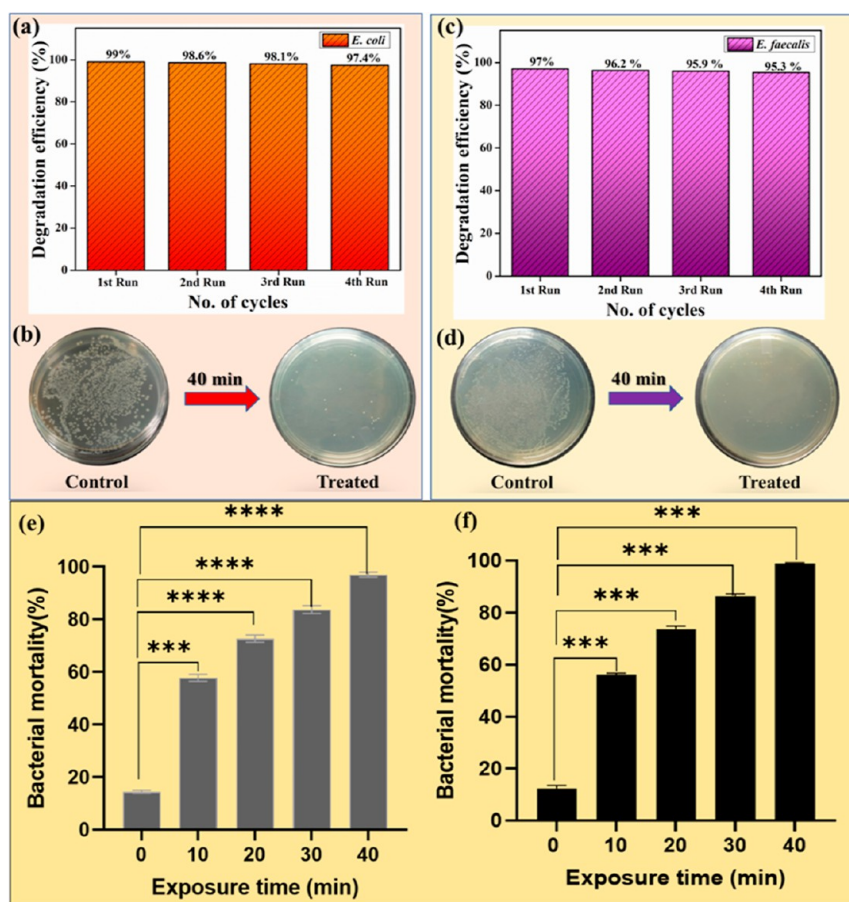 (a)
E. coli
Degradation efficiency (%)
100
80
60
40
20
0
99%
98.6%
98.1%
97.4%
1st Run
2nd Run
3rd Run
4th Run
No. of cycles
(c)
E. faecalis
Degradation efficiency (%)
100
80
60
40
20
0
97%
96.2 %
95.9 %
95.3 %
1st Run
2nd Run
3rd Run
4th Run
No. of cycles
(b)
40 min
Control
Treated
(d)
40 min
Control
Treated
(e)
****
****
****
***
Bacterial mortality(%)
100
80
60
40
20
0
0
10
20
30
40
Exposure time (min)
(f)
***
***
***
***
Bacterial mortality(%)
100
80
60
40
20
0
0
10
20
30
40
Exposure time (min)